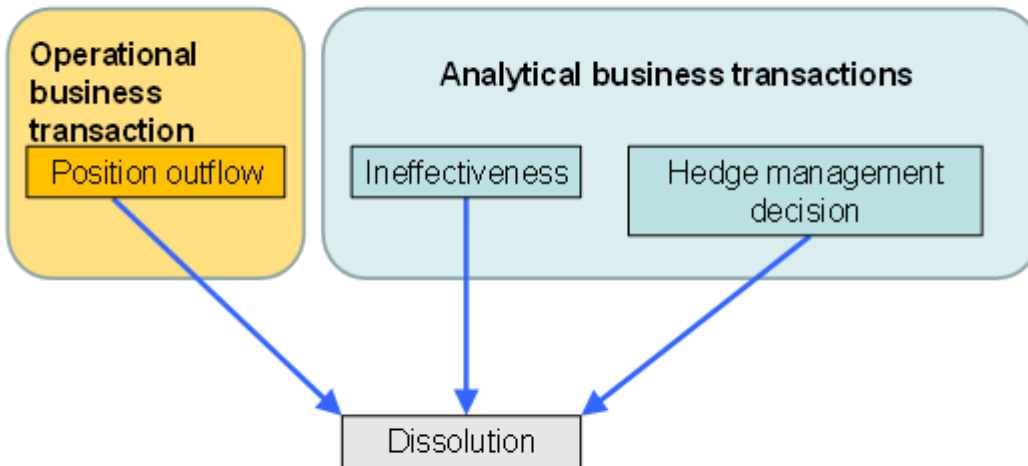 Operational
business
transaction
Position outflow
Analytical business transactions
Ineffectiveness
Hedge management
decision
Dissolution